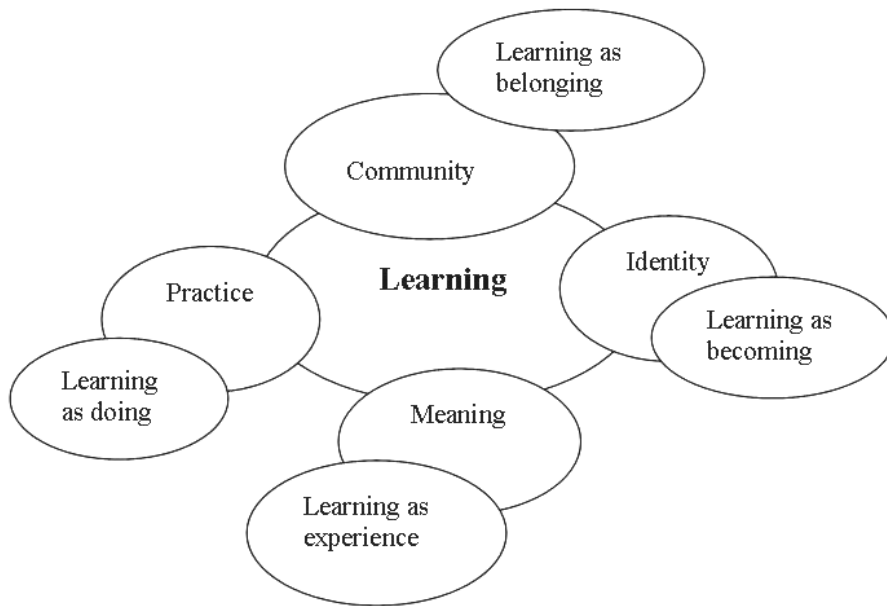 Learning as
belonging
Community
Learning
Identity
Practice
Learning as
becoming
Learning
as doing
Meaning
Learning as
experience